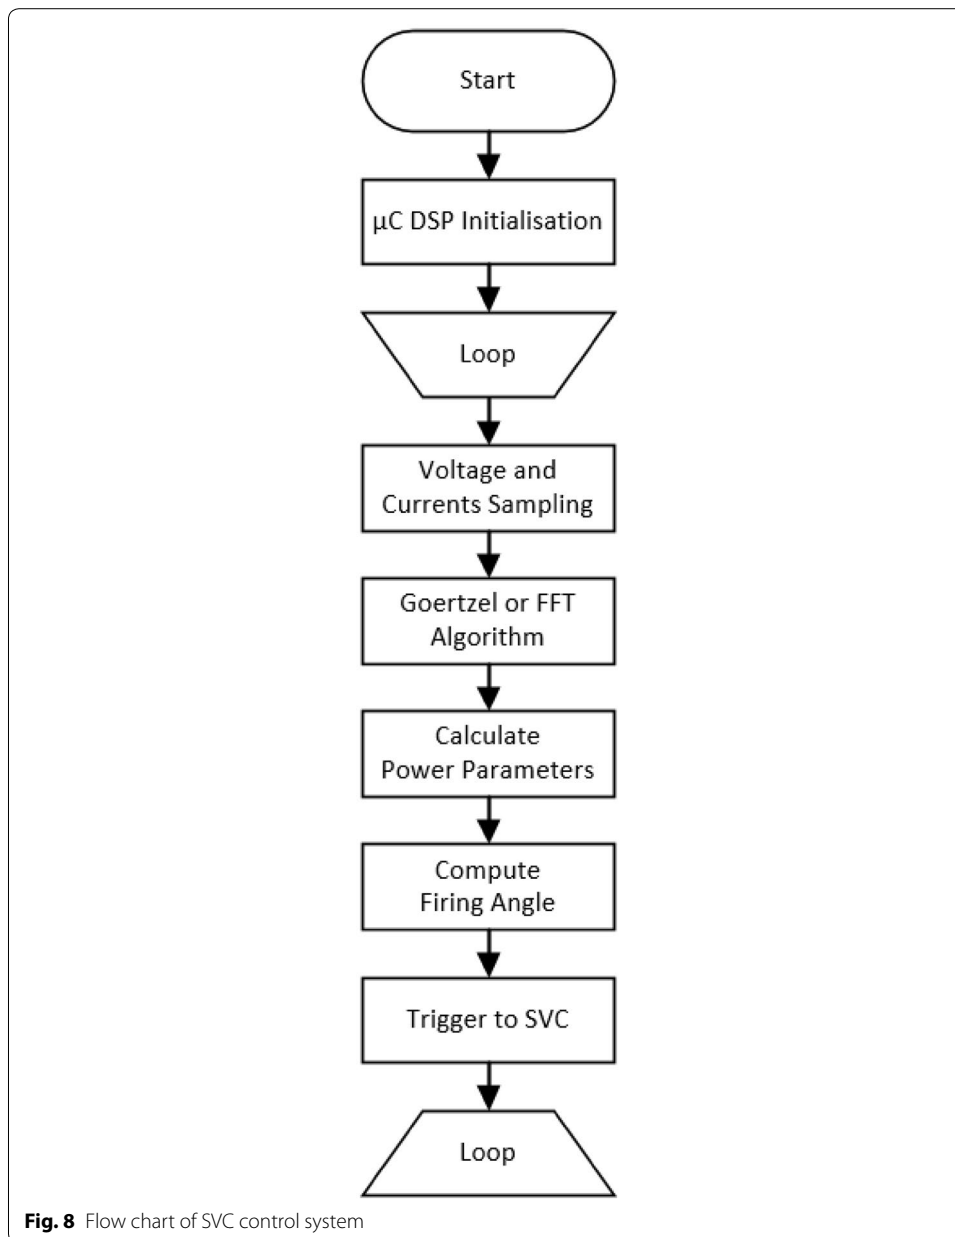 Start
µC DSP Initialisation
Loop
Voltage and
Currents Sampling
Goertzel or FFT
Algorithm
Calculate
Power Parameters
Compute
Firing Angle
Trigger to SVC
Loop
Fig. 8 Flow chart of SVC control system